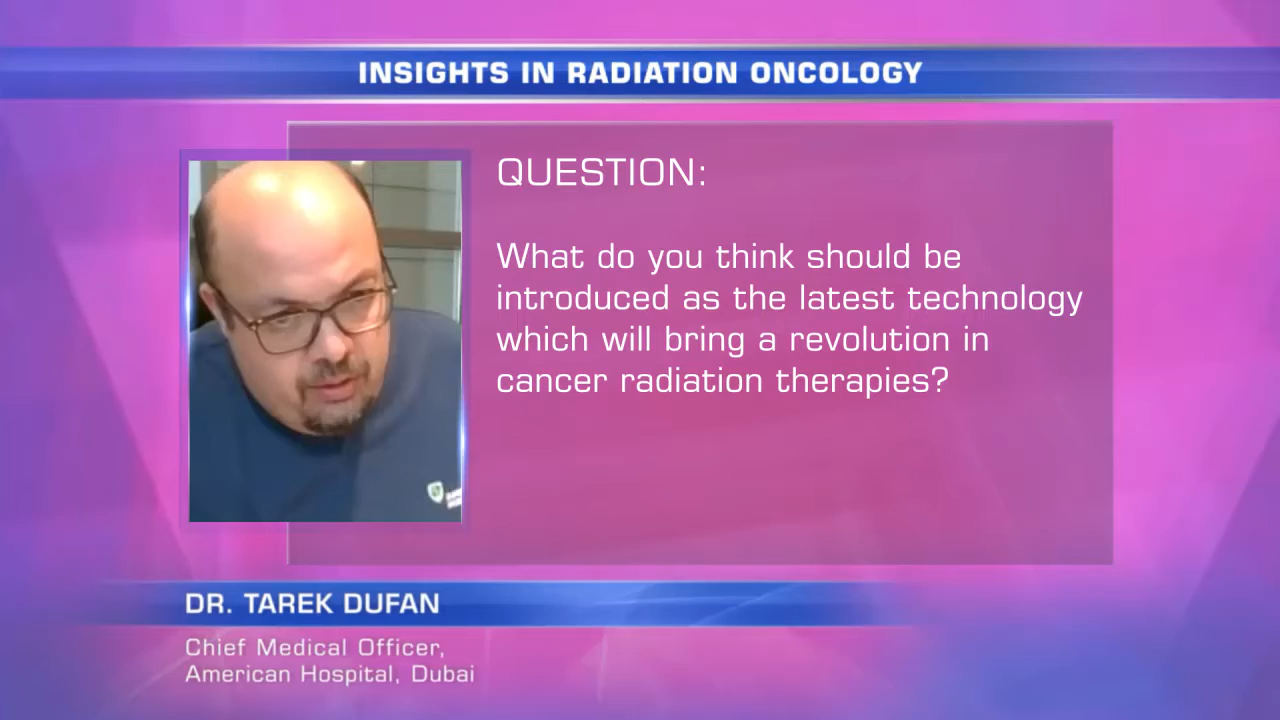 INSIGHTS IN RADIATION ONCOLOGY
QUESTION:
What do you think should be
introduced as the latest technology
which will bring a revolution in
cancer radiation therapies?
DR. TAREK DUFAN
Chief Medical Officer,
American Hospital, Dubai